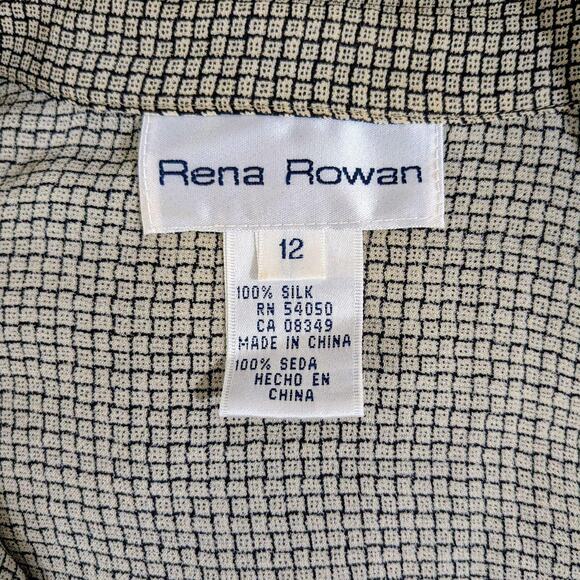 Rena Rowan
12
100% SILK
RN 54050
CA 08349
MADE IN CHINA
100% SEDA
HECHO EN
CHINA